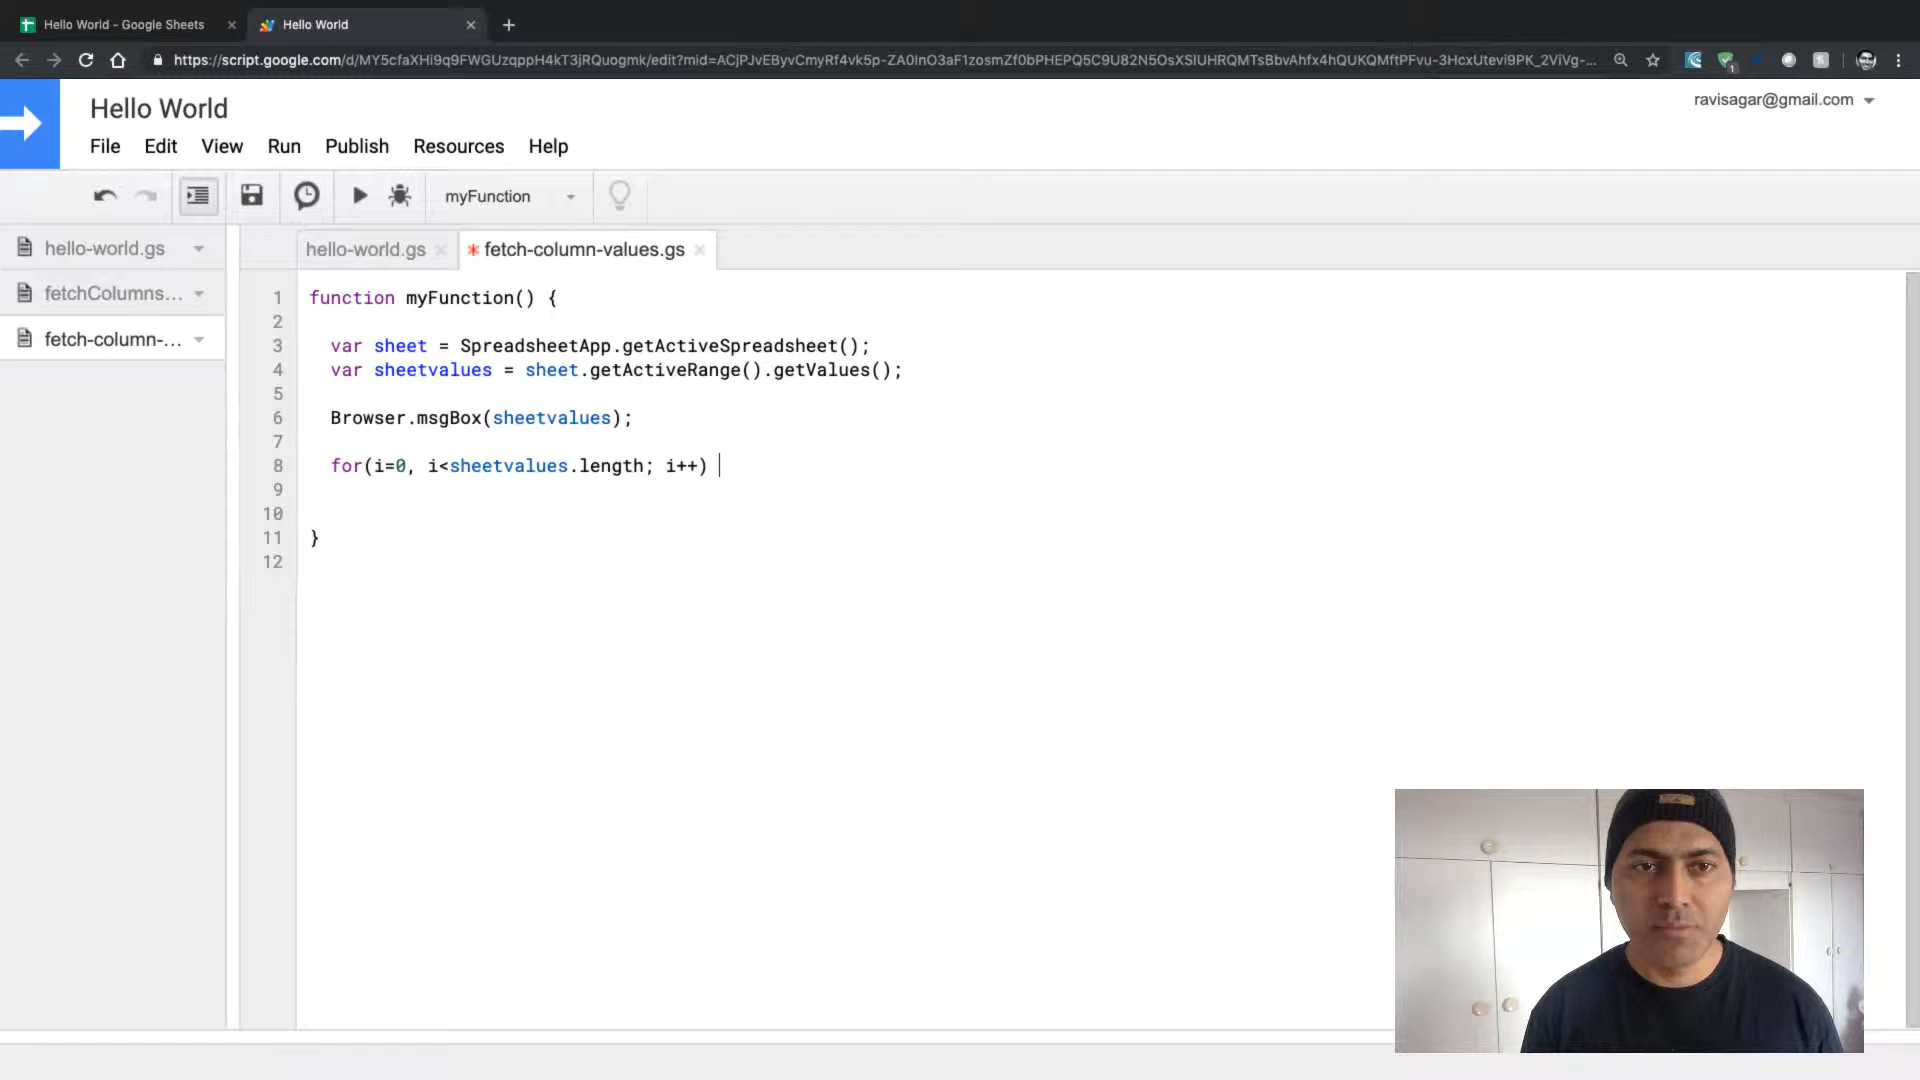 Hello World - Google Sheets
Hello World
https://script.google.com/d/MY5cfaXHi9q9FWGUzqppH4kT3jRQuogmk/edit?mid=ACjPJvEByvCmyRf4vk5p-ZA0lnO3aF1zosmZf0bPHEPQ5C9U82N5OsXSlUHRQMTsBbvAhfx4hQUKQMftPFvu-3HcxUtevi9PK_2ViVg-...
Hello World
ravisagar@gmail.com
File Edit View Run Publish Resources Help
myFunction
hello-world.gs
fetchColumns...
fetch-column-...
hello-world.gs
* fetch-column-values.gs
1 function myFunction() {
2
3 var sheet = SpreadsheetApp.getActiveSpreadsheet();
4 var sheetvalues = sheet.getActiveRange().getValues();
5
6 Browser.msgBox(sheetvalues);
7
8 for(i=0, i<sheetvalues.length; i++)
9
10
11 }
12